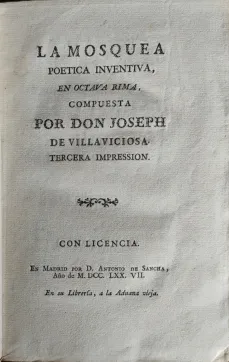 LA MOSQUEA
POETICA INVENTIVA,
EN OCTAVA RIMA,
COMPUESTA
POR DON JOSEPH
DE VILLAVICIOSA.
TERCERA IMPRESSION.
CON LICENCIA.
EN MADRID POR D. ANTONIO DE SANCHA,
Año de M. DCC. LXX. VII.
En su Librería, a la Aduana vieja.